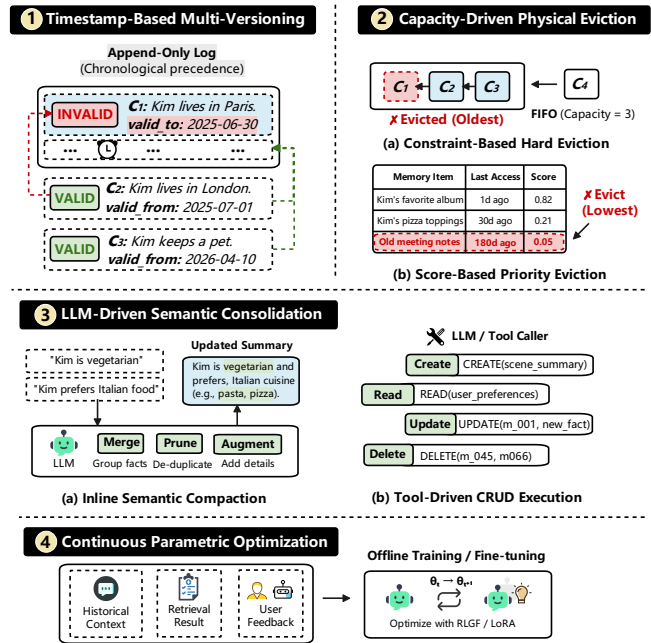 1 Timestamp-Based Multi-Versioning
Append-Only Log
(Chronological precedence)
INVALID
C1: Kim lives in Paris.
valid_to: 2025-06-30
... ... ...
VALID
C2: Kim lives in London.
valid_from: 2025-07-01
VALID
C3: Kim keeps a pet.
valid_from: 2026-04-10
2 Capacity-Driven Physical Eviction
C1 C2 C3 C4
✗Evicted (Oldest)
FIFO (Capacity = 3)
(a) Constraint-Based Hard Eviction
Memory Item Last Access Score
Kim's favorite album 1d ago 0.82
Kim's pizza toppings 30d ago 0.21
Old meeting notes 180d ago 0.05
✗Evict
(Lowest)
(b) Score-Based Priority Eviction
3 LLM-Driven Semantic Consolidation
"Kim is vegetarian"
"Kim prefers Italian food"
Updated Summary
Kim is vegetarian and
prefers, Italian cuisine
(e.g., pasta, pizza).
LLM
Merge
Group facts
Prune
De-duplicate
Augment
Add details
(a) Inline Semantic Compaction
LLM / Tool Caller
Create CREATE(scene_summary)
Read READ(user_preferences)
Update UPDATE(m_001, new_fact)
Delete DELETE(m_045, m066)
(b) Tool-Driven CRUD Execution
4 Continuous Parametric Optimization
Historical
Context
Retrieval
Result
User
Feedback
Offline Training / Fine-tuning
θt → θt+1
Optimize with RLGF / LoRA